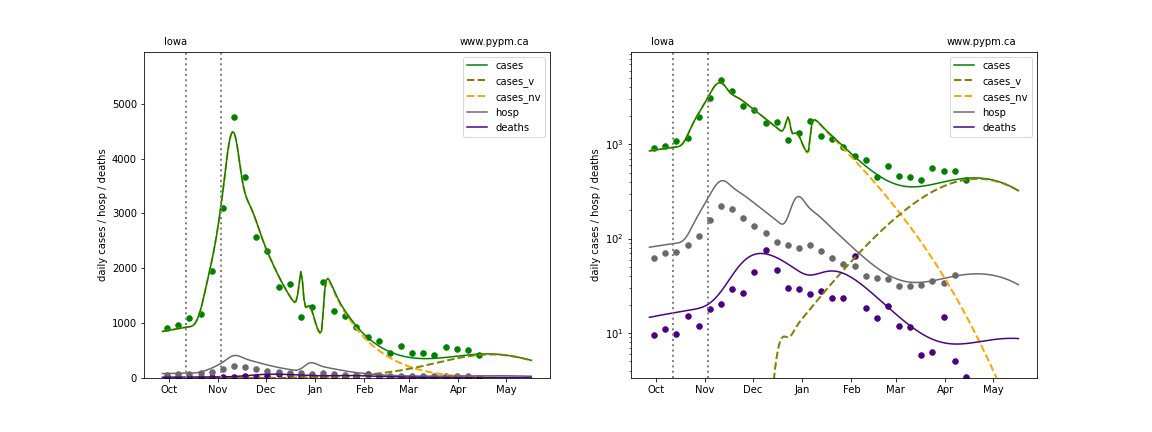 Iowa
www.pypm.ca
daily cases / hosp / deaths
5000
4000
3000
2000
1000
0
Oct
Nov
Dec
Jan
Feb
Mar
Apr
May
cases
cases_v
cases_nv
hosp
deaths
Iowa
www.pypm.ca
daily cases / hosp / deaths
10³
10²
10¹
Oct
Nov
Dec
Jan
Feb
Mar
Apr
May
cases
cases_v
cases_nv
hosp
deaths